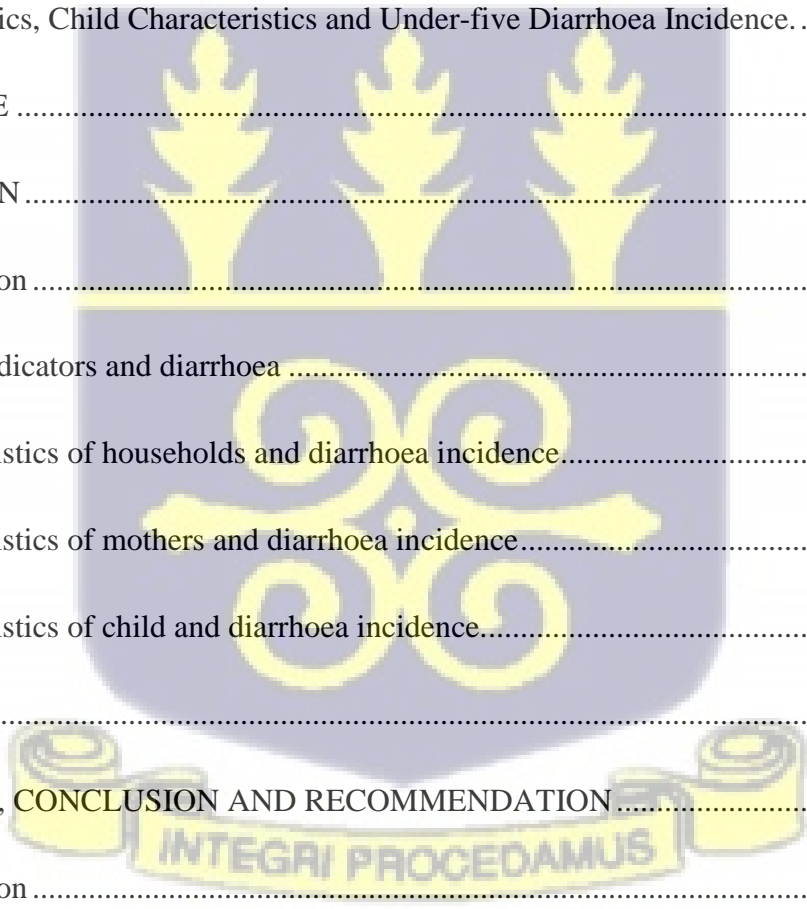 ics, Child Characteristics and Under-five Diarrhoea Incidence. ..
E ................................................................................
N ...............................................................................
on ..............................................................................
dicators and diarrhoea ....................................................
istics of households and diarrhoea incidence.........................
istics of mothers and diarrhoea incidence..............................
istics of child and diarrhoea incidence..................................
..................................................................................
, CONCLUSION AND RECOMMENDATION ....................
INTEGRI PROCEDAMUS
on ..............................................................................